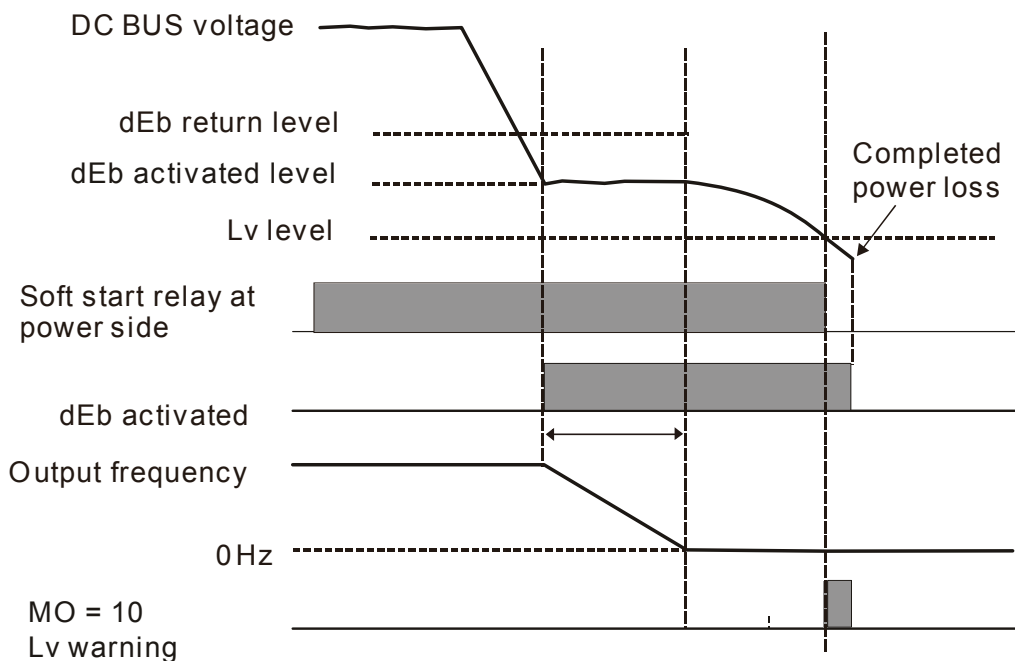 DC BUS voltage
dEb return level
dEb activated level
Completed
power loss
Lv level
Soft start relay at
power side
dEb activated
Output frequency
0Hz
MO = 10
Lv warning